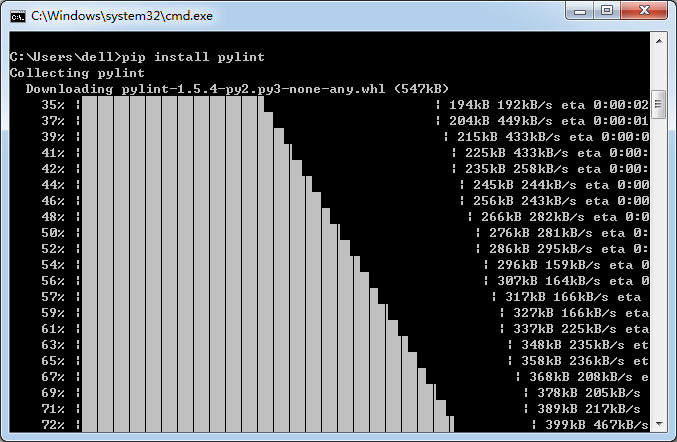 C:\Windows\system32\cmd.exe
C:\Users\dell>pip install pylint
Collecting pylint
Downloading pylint-1.5.4-py2.py3-none-any.whl (547kB)
35% | | 194kB 192kB/s eta 0:00:02
37% | | 204kB 449kB/s eta 0:00:01
39% | | 215kB 433kB/s eta 0:00:0
41% | | 225kB 433kB/s eta 0:00:
42% | | 235kB 258kB/s eta 0:00:
44% | | 245kB 244kB/s eta 0:00
46% | | 256kB 243kB/s eta 0:00
48% | | 266kB 282kB/s eta 0:0
50% | | 276kB 281kB/s eta 0:
52% | | 286kB 295kB/s eta 0:
54% | | 296kB 159kB/s eta 0
56% | | 307kB 164kB/s eta 0
57% | | 317kB 166kB/s eta
59% | | 327kB 166kB/s eta
61% | | 337kB 225kB/s eta
63% | | 348kB 235kB/s et
65% | | 358kB 236kB/s et
67% | | 368kB 208kB/s e
69% | | 378kB 205kB/s
71% | | 389kB 217kB/s
72% | | 399kB 467kB/s